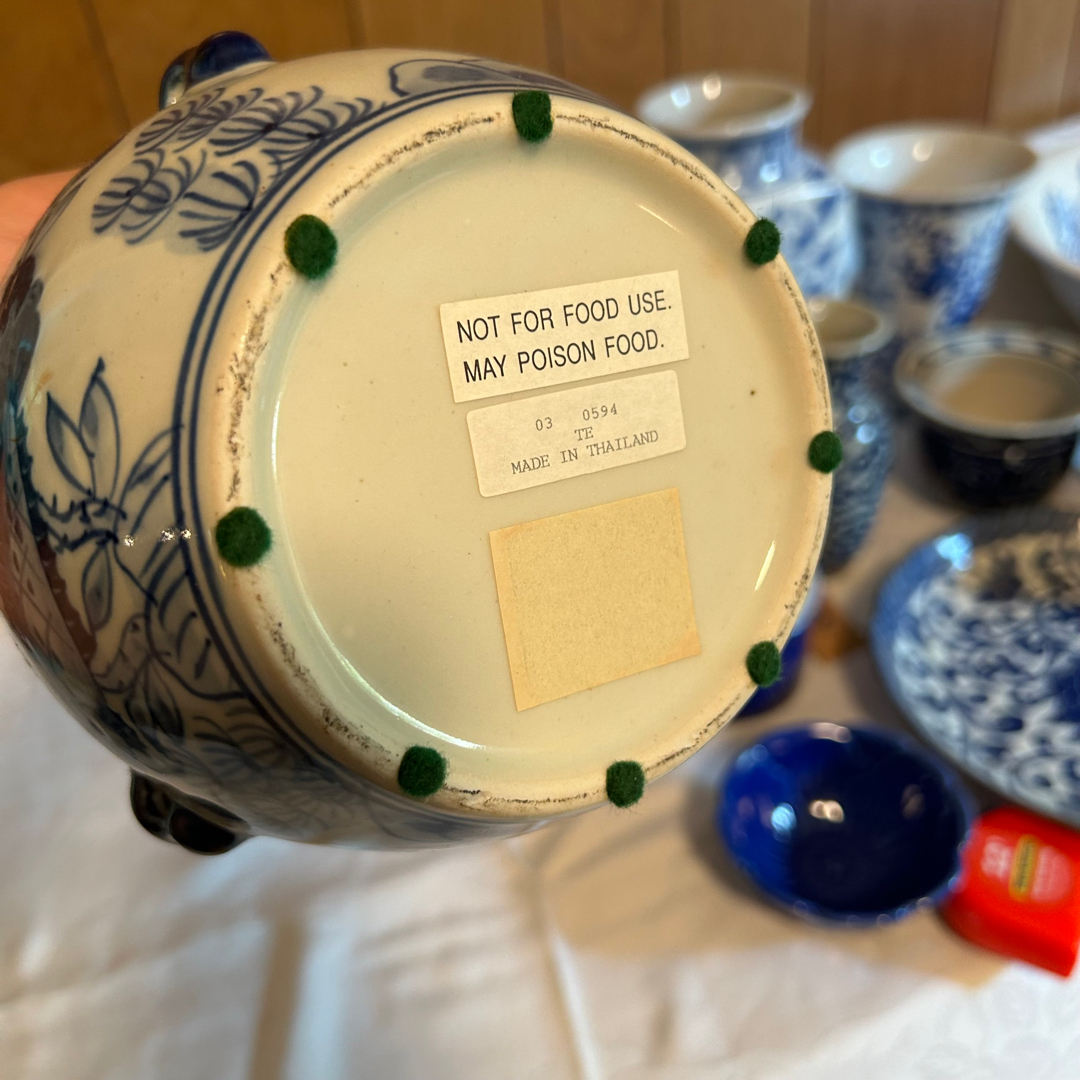 NOT FOR FOOD USE.
MAY POISON FOOD.
03 0594
TE
MADE IN THAILAND